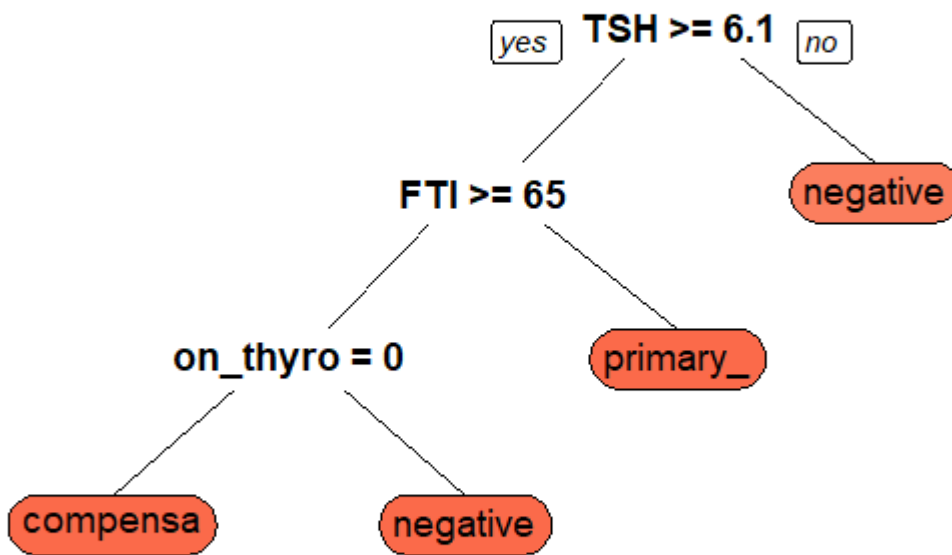 yes TSH >= 6.1 no
FTI >= 65
negative
on_thyro = 0
primary_
compensa
negative